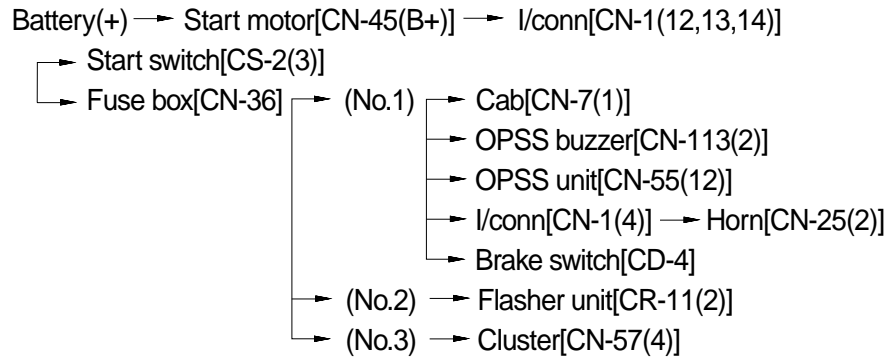 Battery(+) → Start motor[CN-45(B+)] → I/conn[CN-1(12,13,14)]
Start switch[CS-2(3)]
Fuse box[CN-36] → (No.1) → Cab[CN-7(1)]
OPSS buzzer[CN-113(2)]
OPSS unit[CN-55(12)]
I/conn[CN-1(4)] → Horn[CN-25(2)]
Brake switch[CD-4]
(No.2) → Flasher unit[CR-11(2)]
(No.3) → Cluster[CN-57(4)]